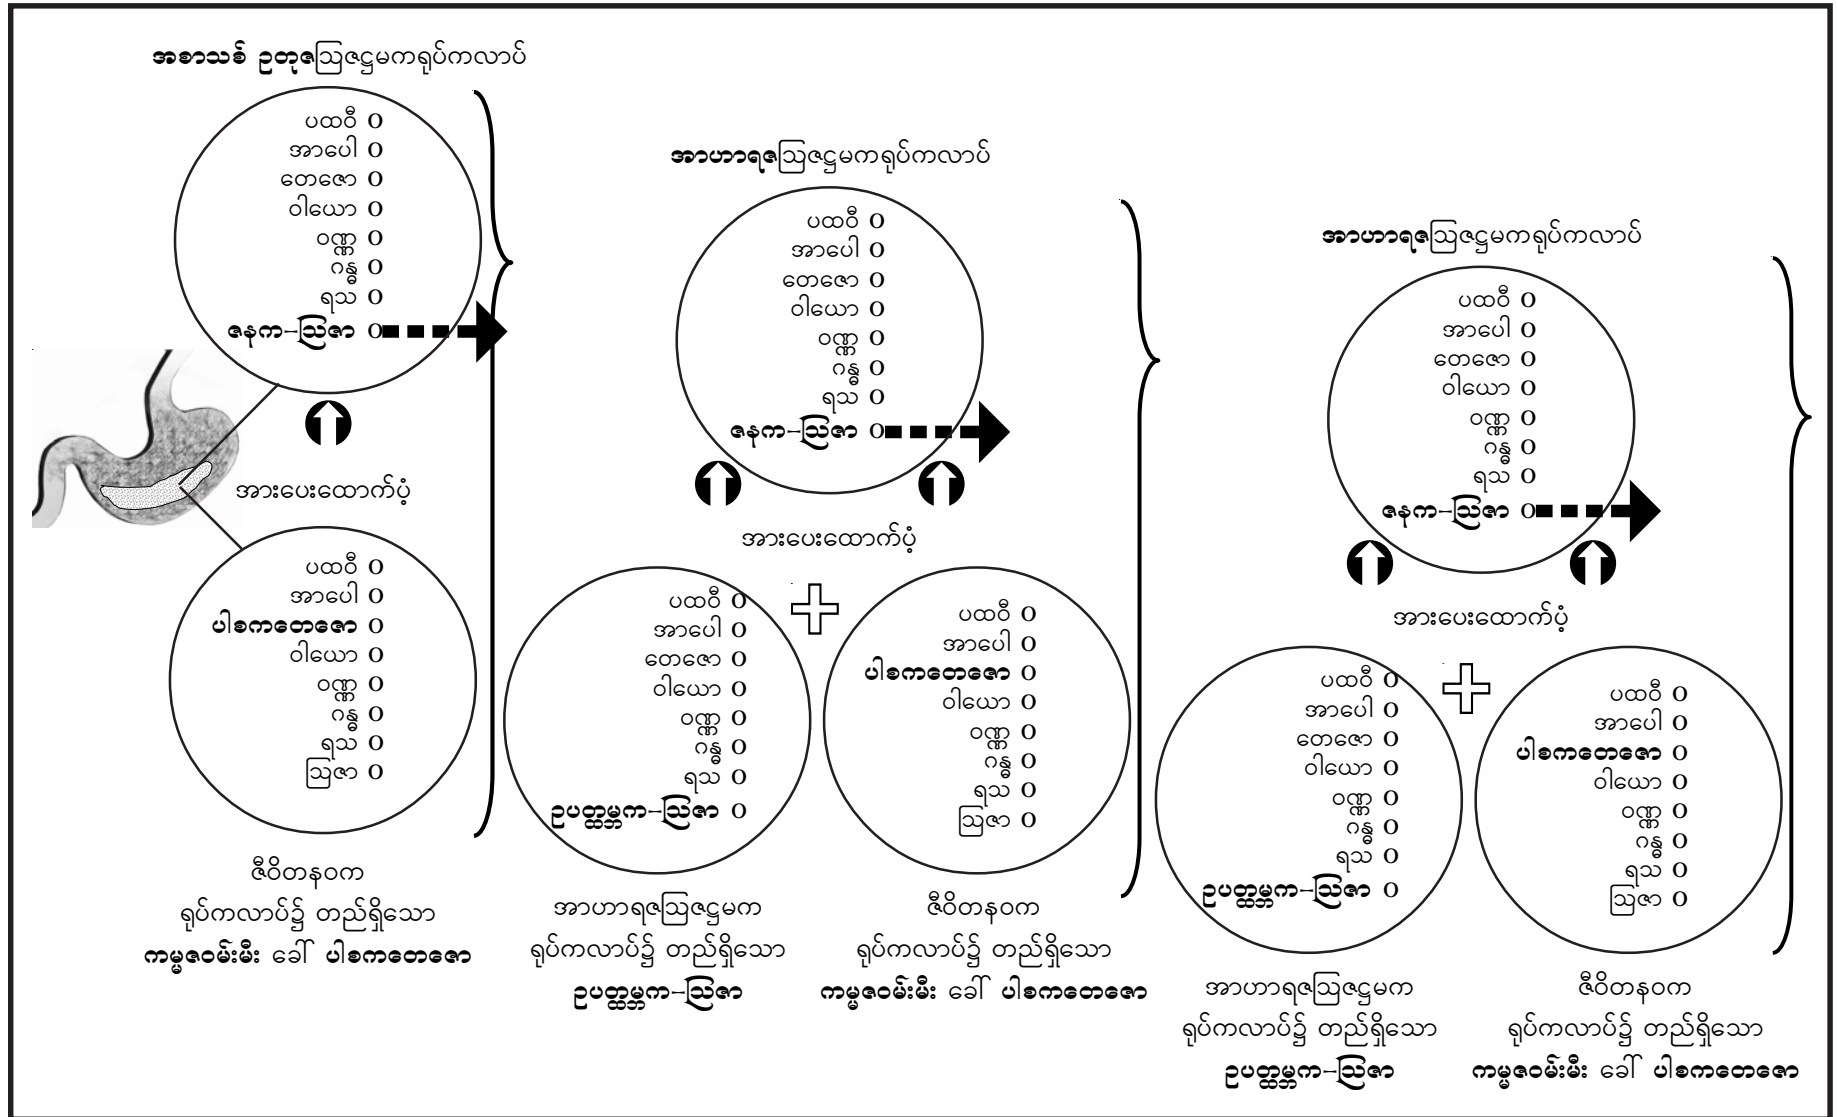 အစာသစ် ဥတုဇဩဇဋ္ဌမကရုပ်ကလာပ်
ပထဝီ O
အာပေါ O
တေဇော O
ဝါယော O
ဝဏ္ဏ O
ဂန္ဓ O
ရသ O
ဇနက-ဩဇာ O
အားပေးထောက်ပံ့
ပထဝီ O
အာပေါ O
ပါစကတေဇော O
ဝါယော O
ဝဏ္ဏ O
ဂန္ဓ O
ရသ O
ဩဇာ O
ဇီဝိတနဝက
ရုပ်ကလာပ်၌ တည်ရှိသော
ကမ္မဇဝမ်းမီး ခေါ် ပါစကတေဇော
အာဟာရဇဩဇဋ္ဌမကရုပ်ကလာပ်
ပထဝီ O
အာပေါ O
တေဇော O
ဝါယော O
ဝဏ္ဏ O
ဂန္ဓ O
ရသ O
ဇနက-ဩဇာ O
အားပေးထောက်ပံ့
ပထဝီ O
အာပေါ O
တေဇော O
ဝါယော O
ဝဏ္ဏ O
ဂန္ဓ O
ရသ O
ဥပတ္ထမ္ဘက-ဩဇာ O
အာဟာရဇဩဇဋ္ဌမက
ရုပ်ကလာပ်၌ တည်ရှိသော
ဥပတ္ထမ္ဘက-ဩဇာ
ပထဝီ O
အာပေါ O
ပါစကတေဇော O
ဝါယော O
ဝဏ္ဏ O
ဂန္ဓ O
ရသ O
ဩဇာ O
ဇီဝိတနဝက
ရုပ်ကလာပ်၌ တည်ရှိသော
ကမ္မဇဝမ်းမီး ခေါ် ပါစကတေဇော
အာဟာရဇဩဇဋ္ဌမကရုပ်ကလာပ်
ပထဝီ O
အာပေါ O
တေဇော O
ဝါယော O
ဝဏ္ဏ O
ဂန္ဓ O
ရသ O
ဇနက-ဩဇာ O
အားပေးထောက်ပံ့
ပထဝီ O
အာပေါ O
တေဇော O
ဝါယော O
ဝဏ္ဏ O
ဂန္ဓ O
ရသ O
ဥပတ္ထမ္ဘက-ဩဇာ O
အာဟာရဇဩဇဋ္ဌမက
ရုပ်ကလာပ်၌ တည်ရှိသော
ဥပတ္ထမ္ဘက-ဩဇာ
ပထဝီ O
အာပေါ O
ပါစကတေဇော O
ဝါယော O
ဝဏ္ဏ O
ဂန္ဓ O
ရသ O
ဩဇာ O
ဇီဝိတနဝက
ရုပ်ကလာပ်၌ တည်ရှိသော
ကမ္မဇဝမ်းမီး ခေါ် ပါစကတေဇော